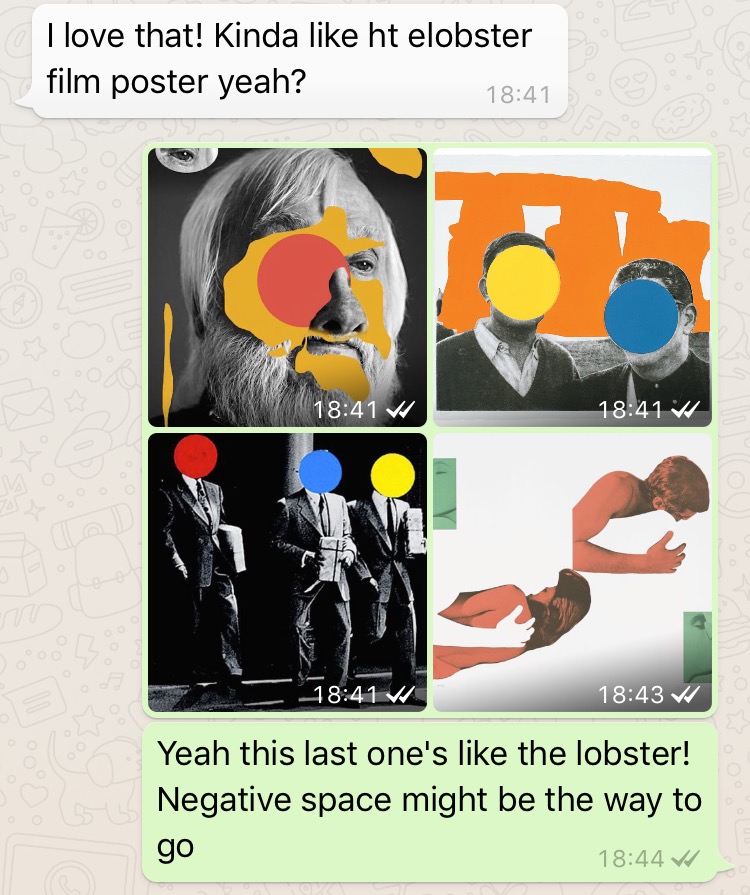 I love that! Kinda like ht elobster
film poster yeah?
18:41
18:41
18:41
18:41
18:43
Yeah this last one's like the lobster!
Negative space might be the way to
go
18:44